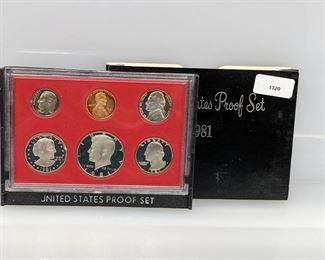 1720
ates Proof Set
981
UNITED STATES PROOF SET